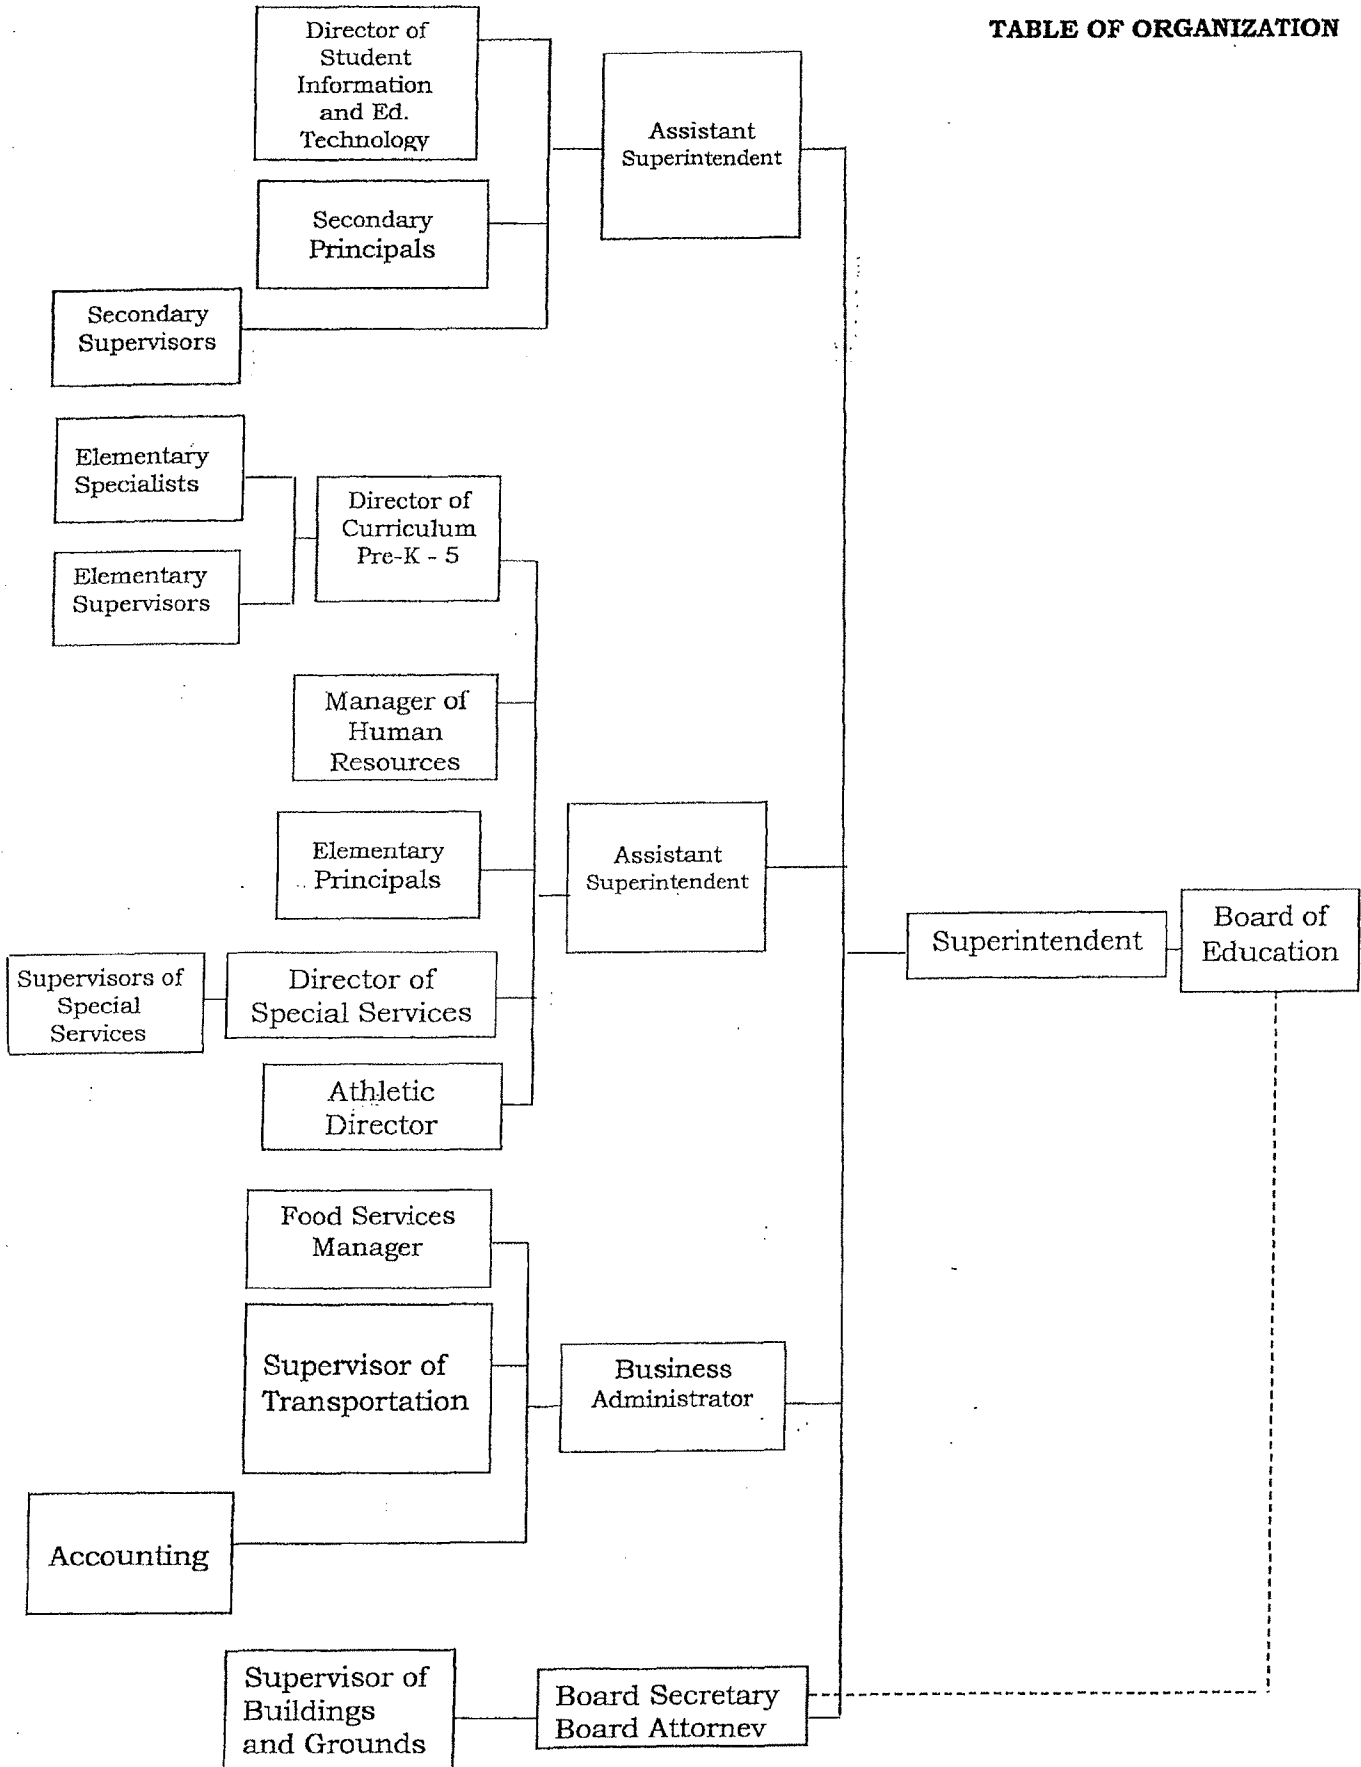 TABLE OF ORGANIZATION
Director of
Student
Information
and Ed.
Technology
Assistant
Superintendent
Secondary
Principals
Secondary
Supervisors
Elementary
Specialists
Director of
Curriculum
Pre-K - 5
Elementary
Supervisors
Manager of
Human
Resources
Elementary
Principals
Assistant
Superintendent
Superintendent
Board of
Education
Supervisors of
Special
Services
Director of
Special Services
Athletic
Director
Food Services
Manager
Supervisor of
Transportation
Business
Administrator
Accounting
Supervisor of
Buildings
and Grounds
Board Secretary
Board Attorney